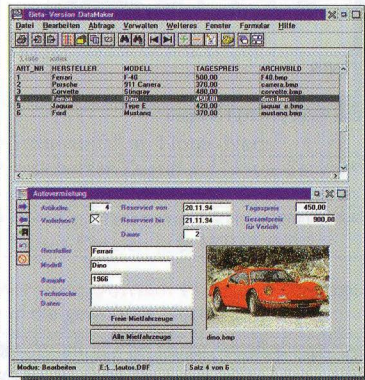 Beta-Version DataMaker
Datei Bearbeiten Abfrage Verwalten Weiteres Fenster Formular Hilfe
Liste - index
ART_NR HERSTELLER MODELL TAGESPREIS ARCHIVBILD
1 Ferrari F-40 500,00 F40.bmp
2 Porsche 911 Carrera 370,00 carrera.bmp
3 Corvette Stingray 480,00 corvette.bmp
4 Ferrari Dino 450,00 dino.bmp
5 Jaguar Type E 420,00 jaguar_e.bmp
6 Ford Mustang 370,00 mustang.bmp
Autovermietung
Artikelnr. 4 Reserviert von 20.11.94 Tagespreis 450,00
Verliehen? Reserviert bis 21.11.94 Gesamtpreis für Verleih 900,00
Dauer 2
Hersteller Ferrari
Modell Dino
Baujahr 1966
Technische
Daten
Freie Mietfahrzeuge
Alle Mietfahrzeuge
dino.bmp
Modus: Bearbeiten E:\...\autos.DBF Satz 4 von 6